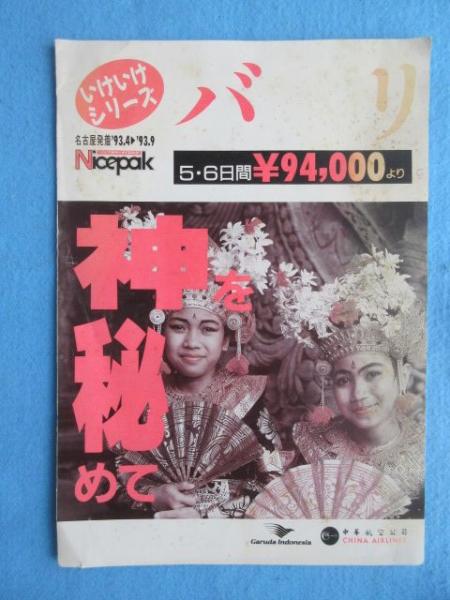 いけいけ
シリーズ
バリ
名古屋発着'93.4▶'93.9
Nicepak
5・6日間¥94,000より
神を
秘
めて
Garuda Indonesia
中華航空公司
CHINA AIRLINES